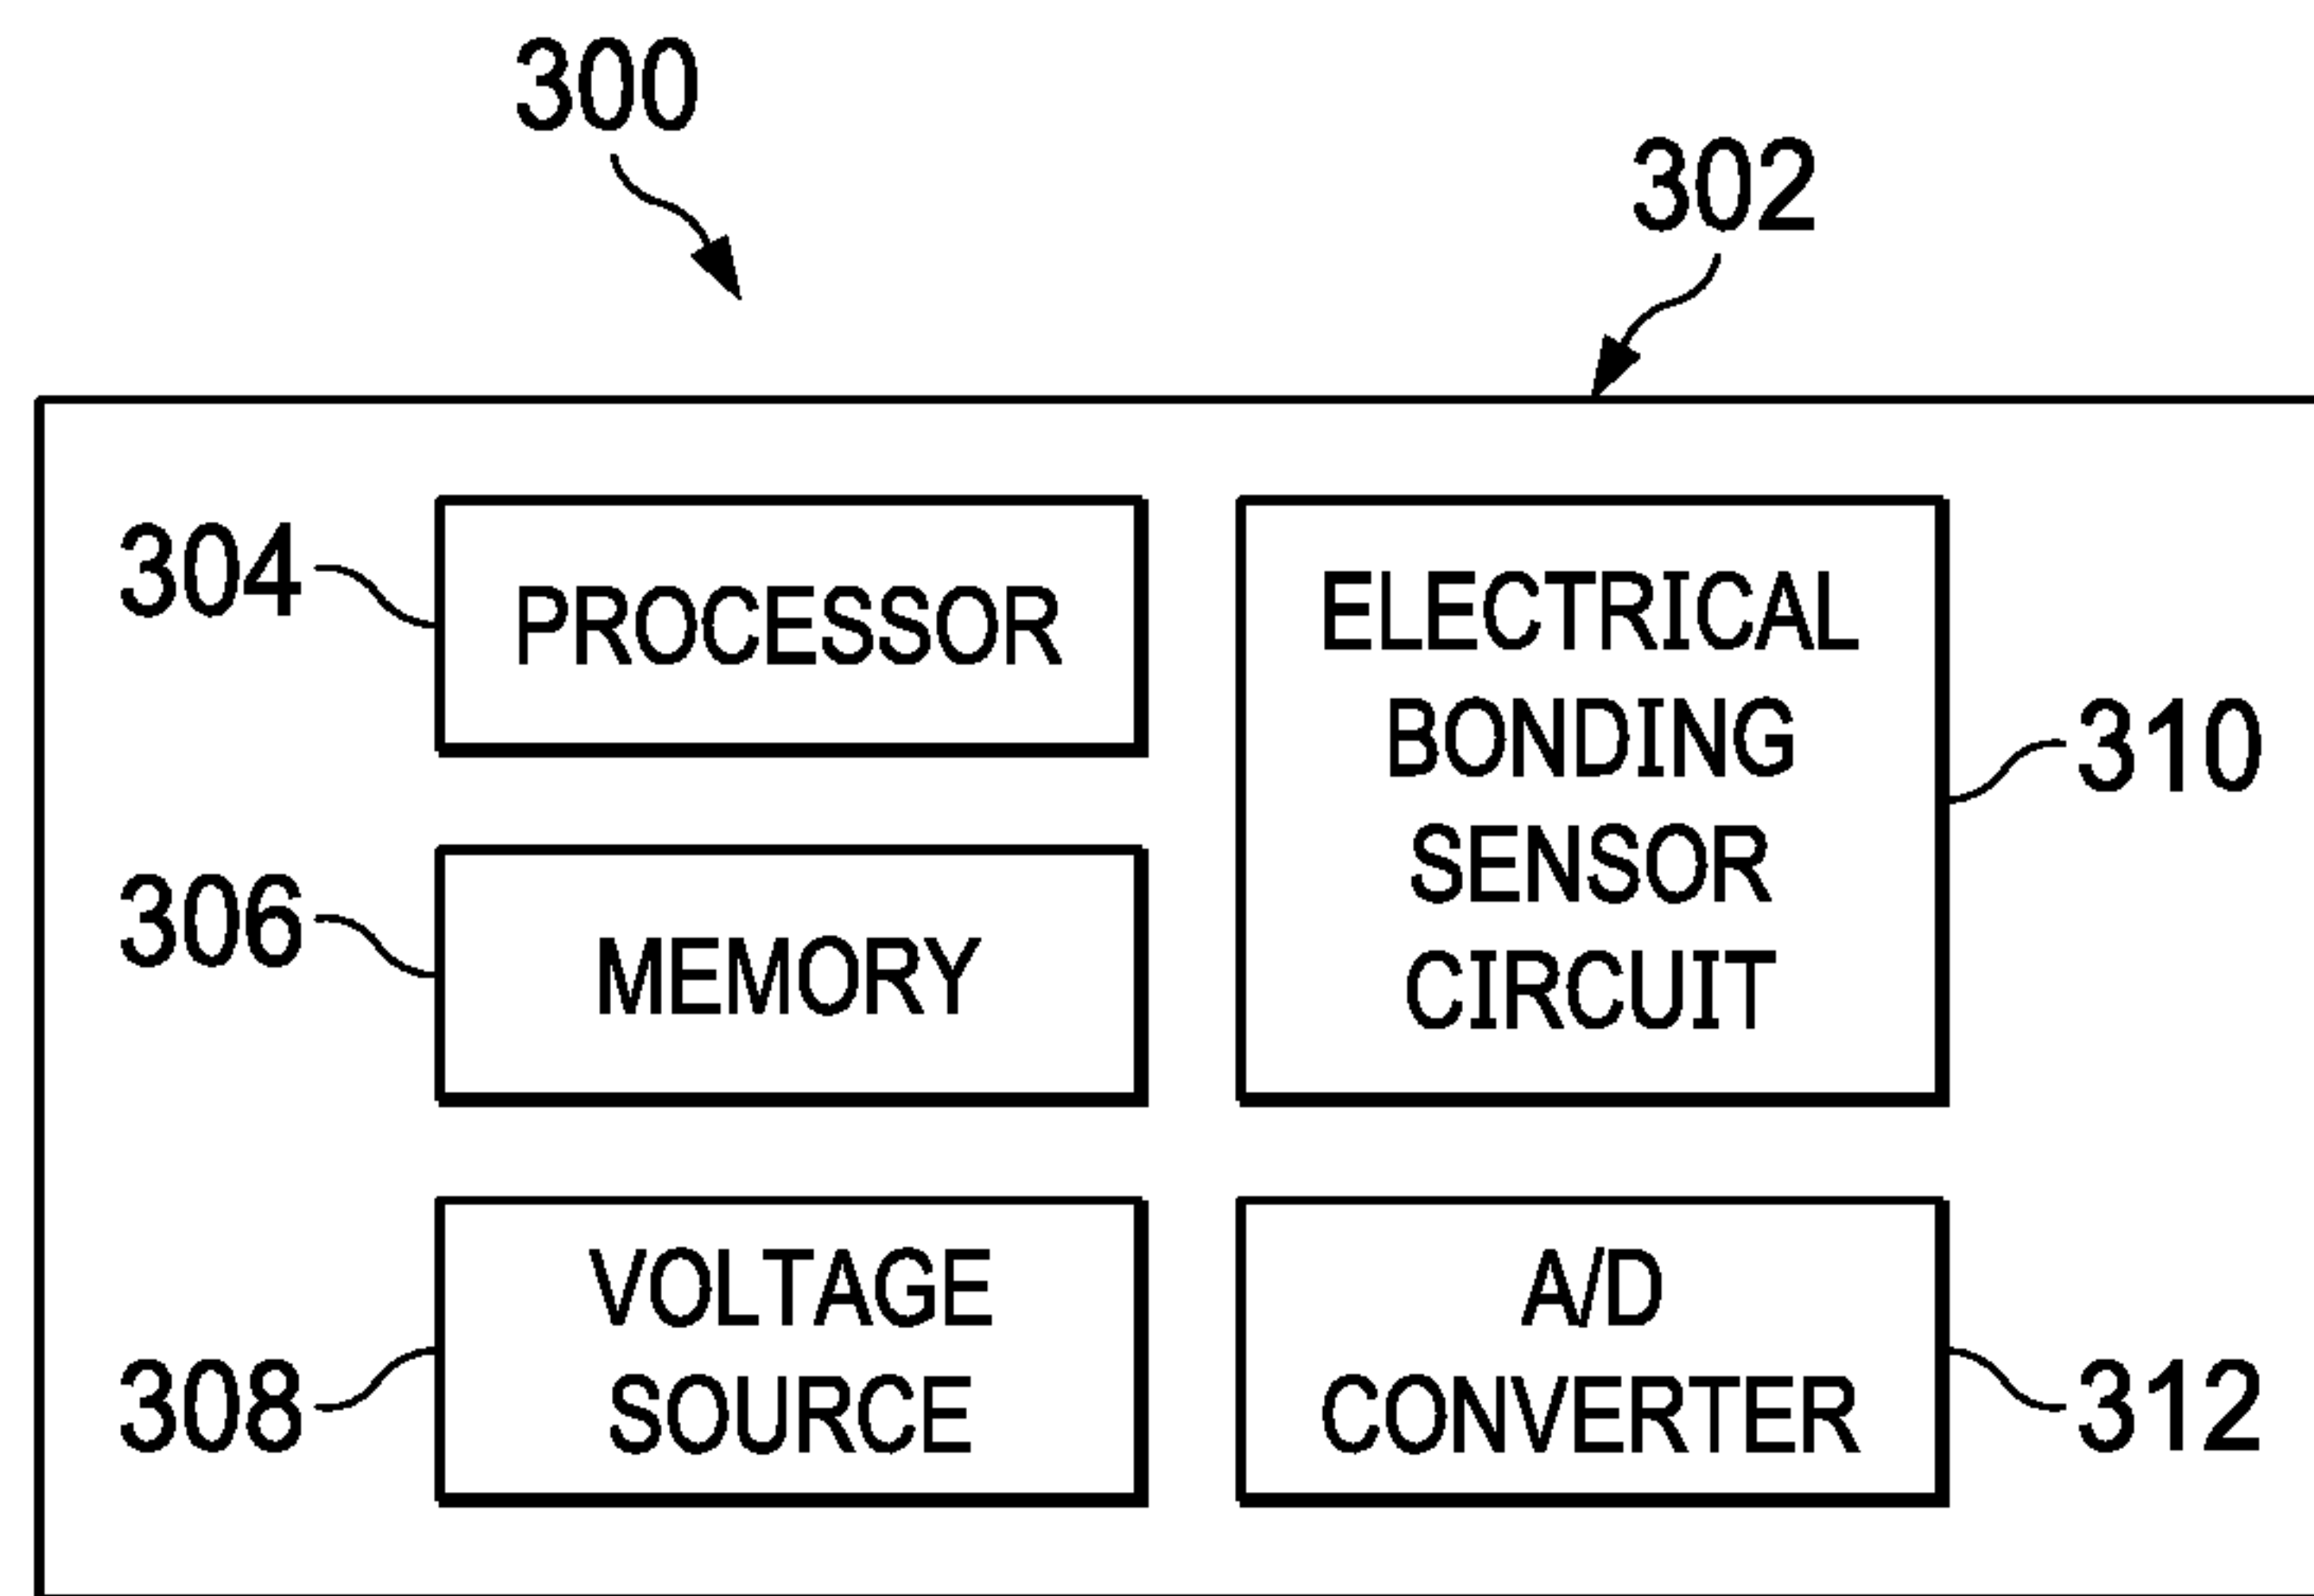 300
302
304
PROCESSOR
ELECTRICAL
BONDING
SENSOR
CIRCUIT
310
306
MEMORY
308
VOLTAGE
SOURCE
A/D
CONVERTER
312